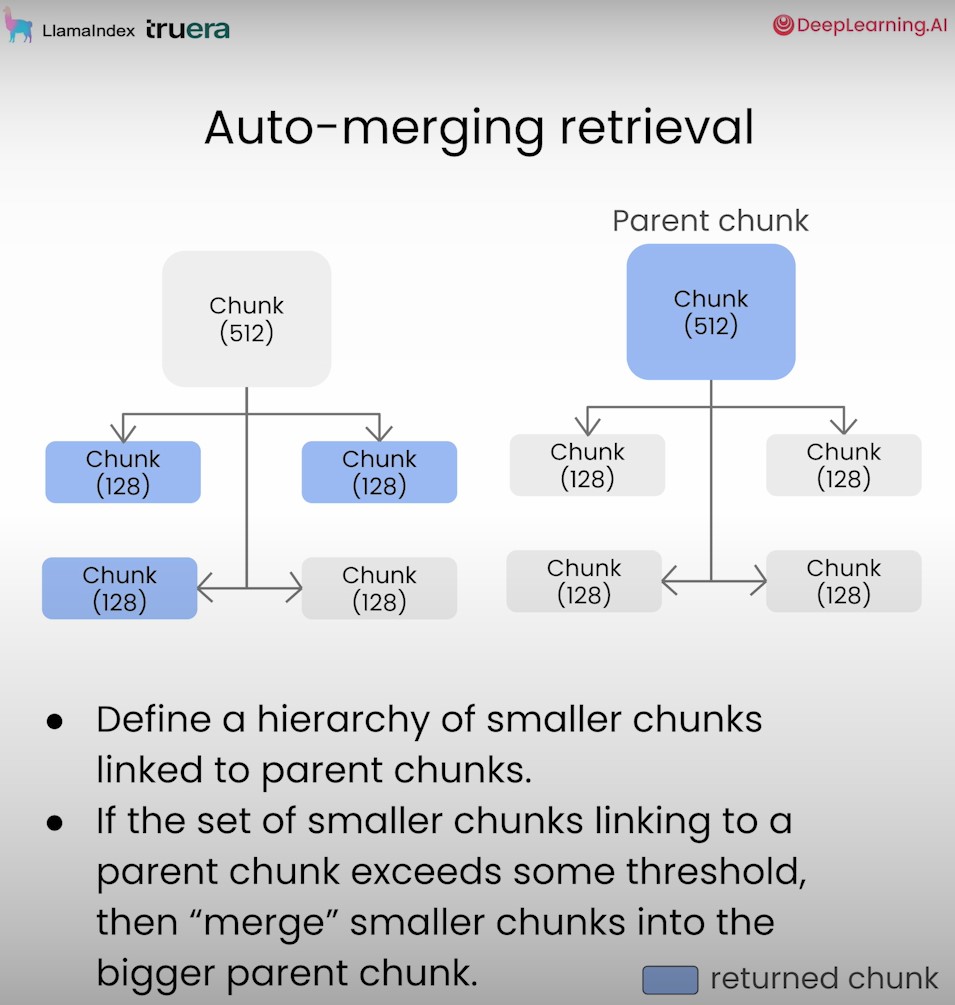 LlamaIndex truera
DeepLearning.AI
Auto-merging retrieval
Parent chunk
Chunk
(512)
Chunk
(512)
Chunk
(128)
Chunk
(128)
Chunk
(128)
Chunk
(128)
Chunk
(128)
Chunk
(128)
Chunk
(128)
Chunk
(128)
● Define a hierarchy of smaller chunks
linked to parent chunks.
● If the set of smaller chunks linking to a
parent chunk exceeds some threshold,
then “merge” smaller chunks into the
bigger parent chunk.
returned chunk